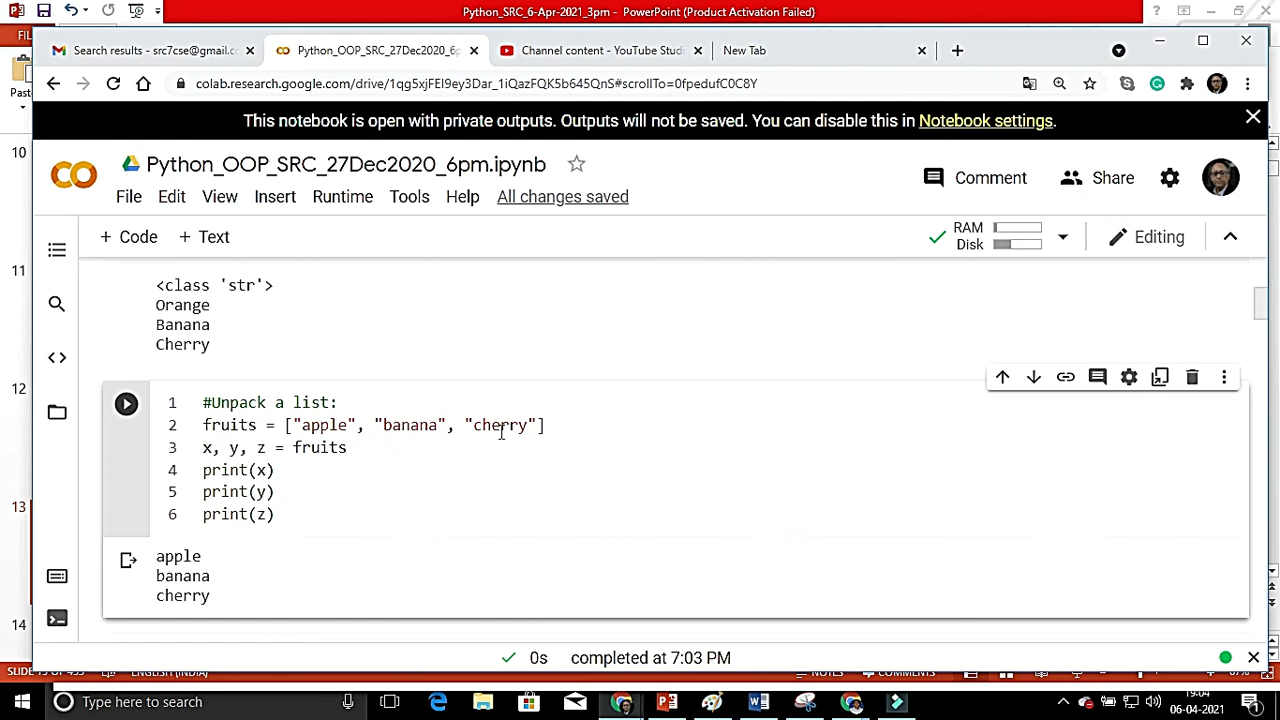 Python_SRC_6-Apr-2021_3pm - PowerPoint (Product Activation Failed)
FIL
Past
Search results - src7cse@gmail.c
Python_OOP_SRC_27Dec2020_6p
Channel content - YouTube Studi
New Tab
colab.research.google.com/drive/1qg5xjFEI9ey3Dar_1iQazFQK5b645QnS#scrollTo=0fpedufC0C8Y
This notebook is open with private outputs. Outputs will not be saved. You can disable this in Notebook settings.
Python_OOP_SRC_27Dec2020_6pm.ipynb
Comment
Share
File Edit View Insert Runtime Tools Help All changes saved
+ Code + Text
RAM
Disk
Editing
10
11
12
13
14
<class 'str'>
Orange
Banana
Cherry
1 #Unpack a list:
2 fruits = ["apple", "banana", "cherry"]
3 x, y, z = fruits
4 print(x)
5 print(y)
6 print(z)
apple
banana
cherry
0s completed at 7:03 PM
Type here to search
19:04
06-04-2021